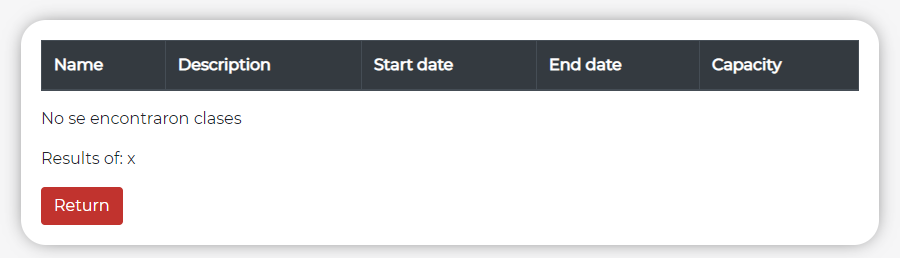 Name Description Start date End date Capacity
No se encontraron clases
Results of: x
Return